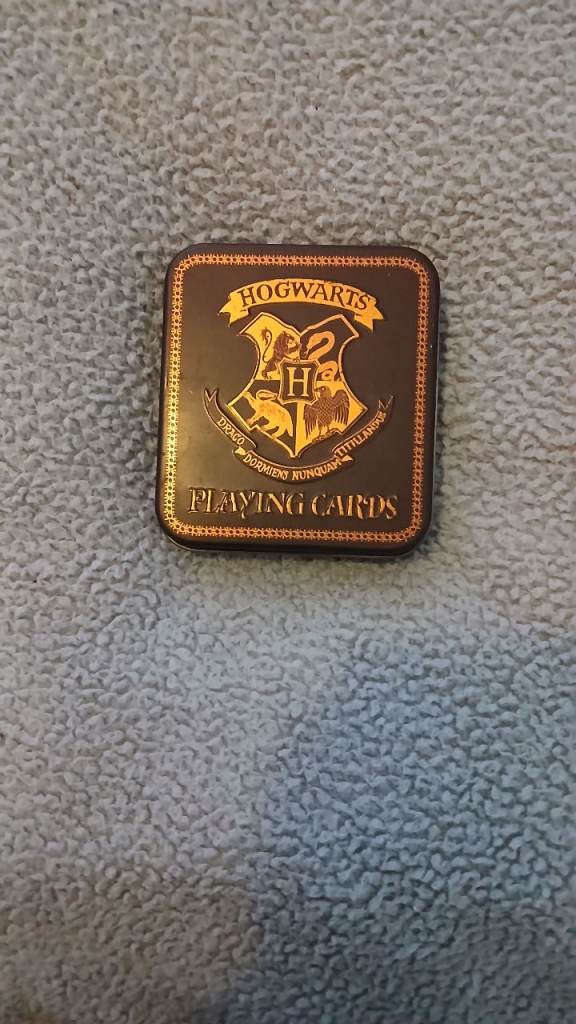 HOGWARTS
H
DRACO DORMIENS NUNQUAM TITILLANDUS
PLAYING CARDS